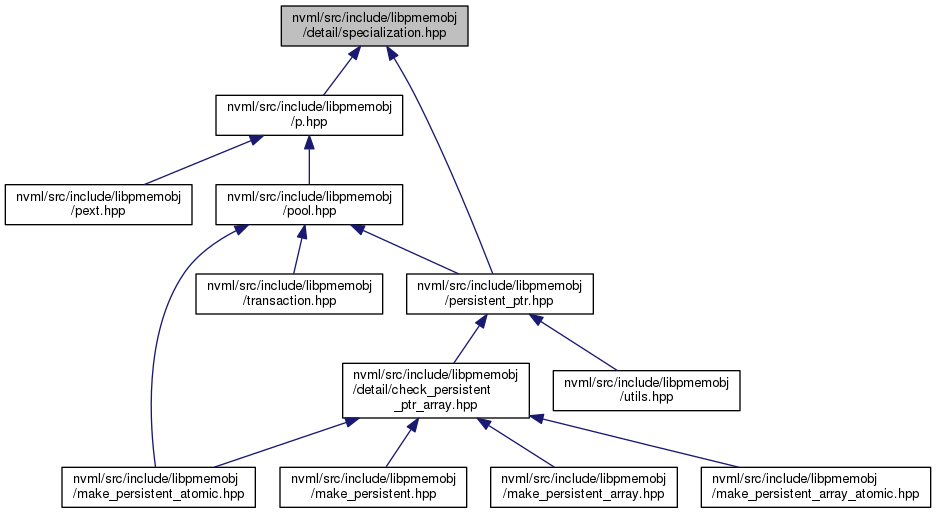 nvml/src/include/libpmemobj
/detail/specialization.hpp
nvml/src/include/libpmemobj
/p.hpp
nvml/src/include/libpmemobj
/pext.hpp
nvml/src/include/libpmemobj
/pool.hpp
nvml/src/include/libpmemobj
/transaction.hpp
nvml/src/include/libpmemobj
/persistent_ptr.hpp
nvml/src/include/libpmemobj
/detail/check_persistent
_ptr_array.hpp
nvml/src/include/libpmemobj
/utils.hpp
nvml/src/include/libpmemobj
/make_persistent_atomic.hpp
nvml/src/include/libpmemobj
/make_persistent.hpp
nvml/src/include/libpmemobj
/make_persistent_array.hpp
nvml/src/include/libpmemobj
/make_persistent_array_atomic.hpp